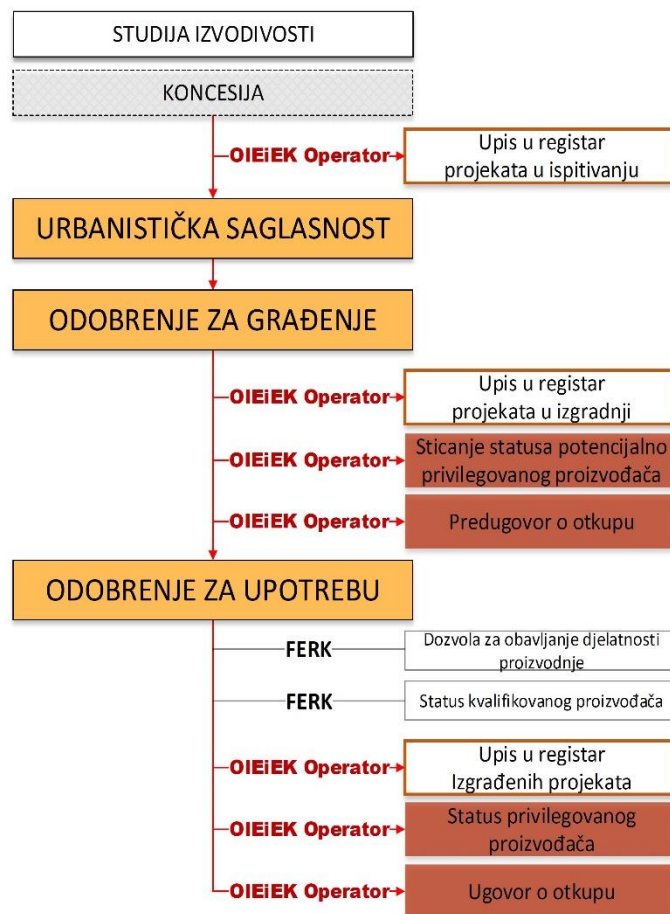 STUDIJA IZVODIVOSTI
KONCESIJA
OIEiEK Operator
Upis u registar
projekata u ispitivanju
URBANISTIČKA SAGLASNOST
ODOBRENJE ZA GRAĐENJE
OIEiEK Operator
Upis u registar
projekata u izgradnji
OIEiEK Operator
Sticanje statusa potencijalno
privilegovanog proizvođača
OIEiEK Operator
Predugovor o otkupu
ODOBRENJE ZA UPOTREBU
FERK
Dozvola za obavljanje djelatnosti
proizvodnje
FERK
Status kvalifikovanog proizvođača
OIEiEK Operator
Upis u registar
Izgrađenih projekata
OIEiEK Operator
Status privilegovanog
proizvođača
OIEiEK Operator
Ugovor o otkupu